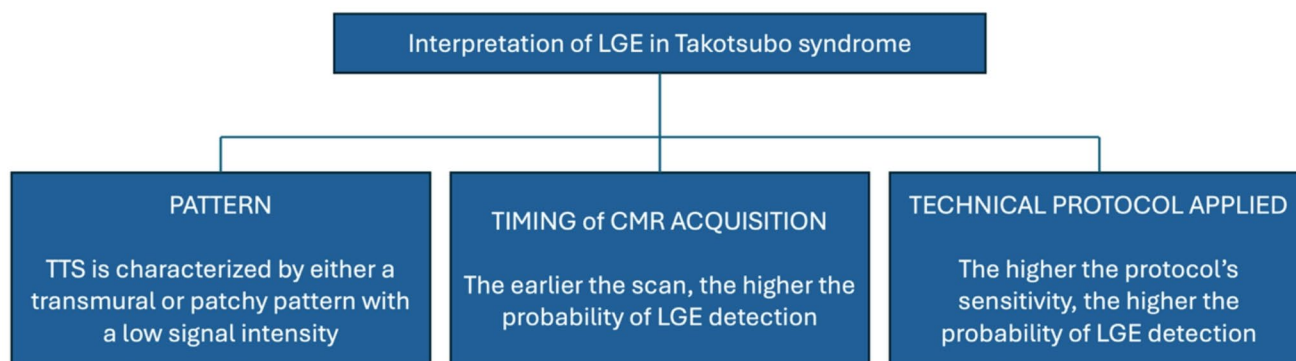 Interpretation of LGE in Takotsubo syndrome
PATTERN
TTS is characterized by either a
transmural or patchy pattern with
a low signal intensity
TIMING of CMR ACQUISITION
The earlier the scan, the higher the
probability of LGE detection
TECHNICAL PROTOCOL APPLIED
The higher the protocol’s
sensitivity, the higher the
probability of LGE detection